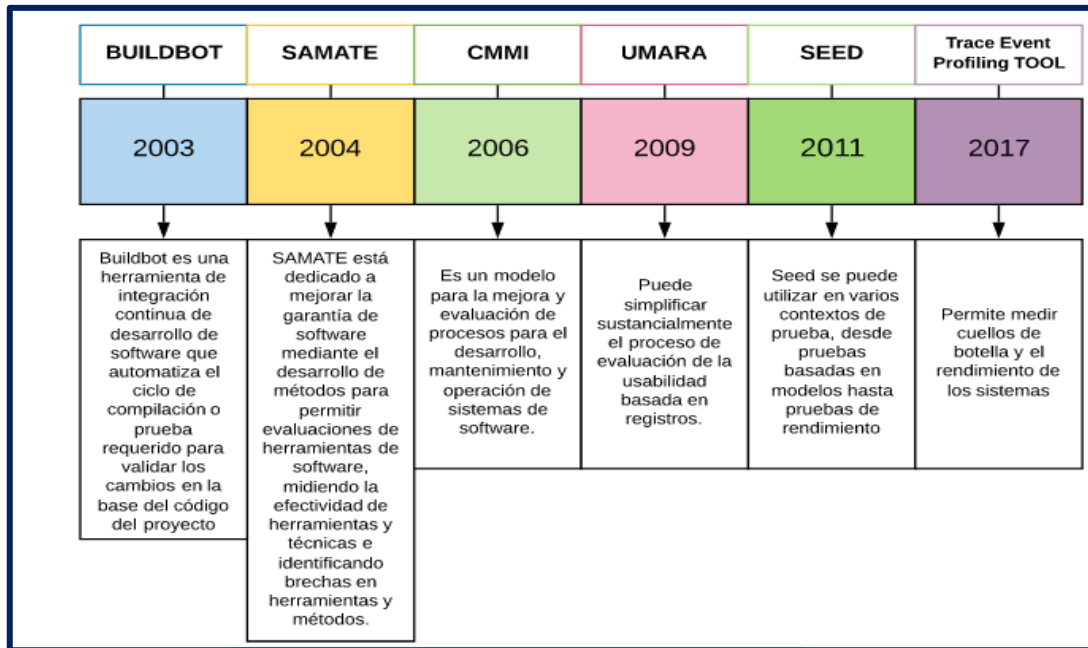 BUILDBOT
SAMATE
CMMI
UMARA
SEED
Trace Event
Profiling TOOL
2003
2004
2006
2009
2011
2017
Buildbot es una
herramienta de
integración
continua de
desarrollo de
software que
automatiza el
ciclo de
compilación o
prueba
requerido para
validar los
cambios en la
base del código
del proyecto
SAMATE está
dedicado a
mejorar la
garantía de
software
mediante el
desarrollo de
métodos para
permitir
evaluaciones de
herramientas de
software,
midiendo la
efectividad de
herramientas y
técnicas e
identificando
brechas en
herramientas y
métodos.
Es un modelo
para la mejora y
evaluación de
procesos para el
desarrollo,
mantenimiento y
operación de
sistemas de
software.
Puede
simplificar
sustancialmente
el proceso de
evaluación de la
usabilidad
basada en
registros.
Seed se puede
utilizar en varios
contextos de
prueba, desde
pruebas
basadas en
modelos hasta
pruebas de
rendimiento
Permite medir
cuellos de
botella y el
rendimiento de
los sistemas